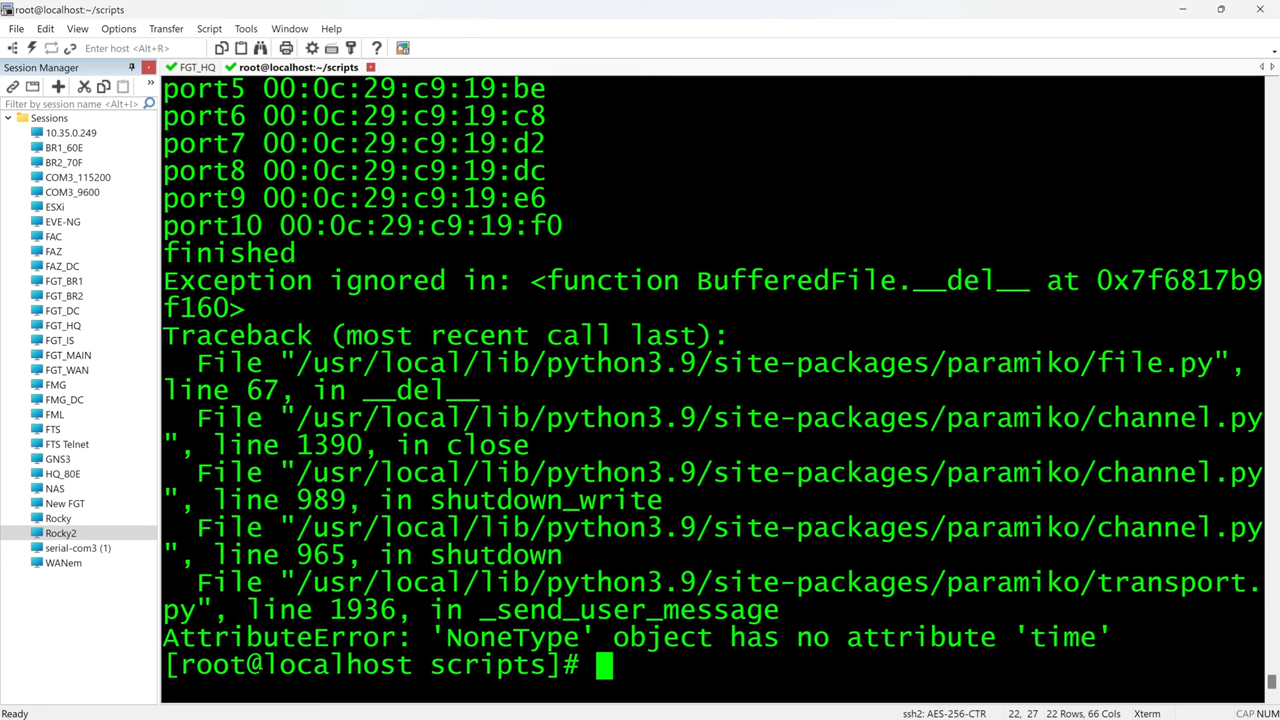 root@localhost:~/scripts
File Edit View Options Transfer Script Tools Window Help
Enter host <Alt+R>
Session Manager
FGT_HQ
root@localhost:~/scripts
Filter by session name <Alt+I>
Sessions
10.35.0.249
BR1_60E
BR2_70F
COM3_115200
COM3_9600
ESXi
EVE-NG
FAC
FAZ
FAZ_DC
FGT_BR1
FGT_BR2
FGT_DC
FGT_HQ
FGT_IS
FGT_MAIN
FGT_WAN
FMG
FMG_DC
FML
FTS
FTS Telnet
GNS3
HQ_80E
NAS
New FGT
Rocky
Rocky2
serial-com3 (1)
WANem
port5 00:0c:29:c9:19:be
port6 00:0c:29:c9:19:c8
port7 00:0c:29:c9:19:d2
port8 00:0c:29:c9:19:dc
port9 00:0c:29:c9:19:e6
port10 00:0c:29:c9:19:f0
finished
Exception ignored in: <function BufferedFile.__del__ at 0x7f6817b9
f160>
Traceback (most recent call last):
  File "/usr/local/lib/python3.9/site-packages/paramiko/file.py",
line 67, in __del__
  File "/usr/local/lib/python3.9/site-packages/paramiko/channel.py
", line 1390, in close
  File "/usr/local/lib/python3.9/site-packages/paramiko/channel.py
", line 989, in shutdown_write
  File "/usr/local/lib/python3.9/site-packages/paramiko/channel.py
", line 965, in shutdown
  File "/usr/local/lib/python3.9/site-packages/paramiko/transport.
py", line 1936, in _send_user_message
AttributeError: 'NoneType' object has no attribute 'time'
[root@localhost scripts]#
Ready
ssh2: AES-256-CTR
22, 27
22 Rows, 66 Cols
Xterm
CAP NUM